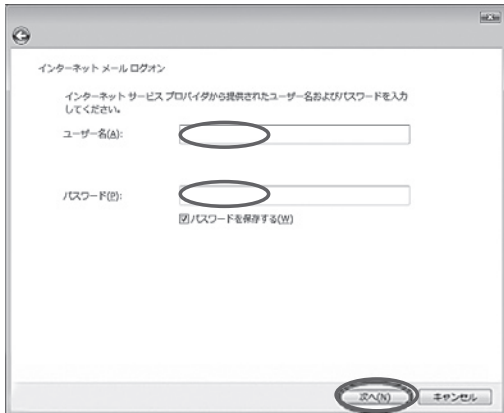 インターネット メール ログオン
インターネット サービス プロバイダから提供されたユーザー名およびパスワードを入力
してください。
ユーザー名(A):
パスワード(P):
パスワードを保存する(W)
次へ(N)
キャンセル